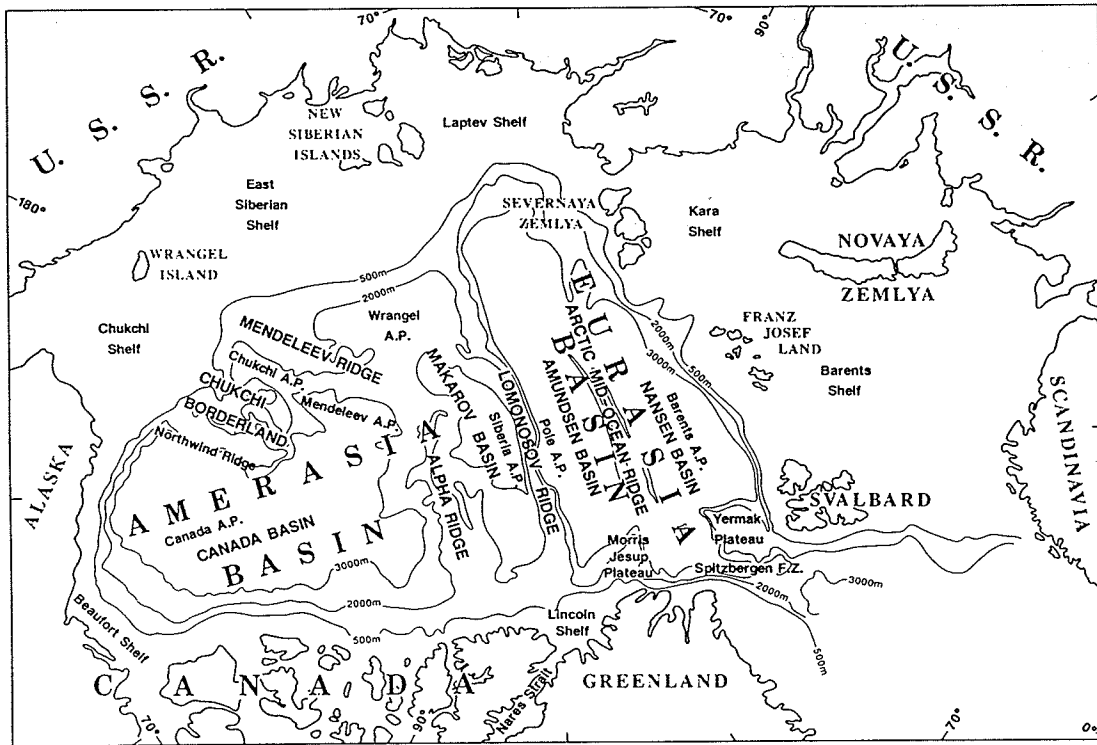 70°
90°
U. S. S. R.
U. S. S. R.
NEW
SIBERIAN
ISLANDS
Laptev Shelf
180°
East
Siberian
Shelf
SEVERNAYA
ZEMLYA
Kara
Shelf
NOVAYA
ZEMLYA
WRANGEL
ISLAND
500m
2000m
Wrangel
A.P.
Chukchi
Shelf
MENDELEEV RIDGE
Chukchi A.P.
CHUKCHI
BORDERLAND
Mendeleev A.P.
Northwind Ridge
MAKAROV BASIN
Siberia A.P.
LOMONOSOV RIDGE
Pole A.P.
AMUNDSEN BASIN
ARCTIC MID-OCEAN RIDGE
EURASIA
BASIN
NANSEN BASIN
Barents A.P.
2000m
3000m
500m
FRANZ
JOSEF
LAND
Barents
Shelf
SCANDINAVIA
ALASKA
AMERASIA
BASIN
Canada A.P.
CANADA BASIN
ALPHA RIDGE
SVALBARD
Yermak
Plateau
Morris
Jesup
Plateau
Spitzbergen F.Z.
3000m
2000m
500m
3000m
2000m
500m
Lincoln
Shelf
Beaufort Shelf
CANADA
Nares Strait
GREENLAND
70°
90°
70°
0°